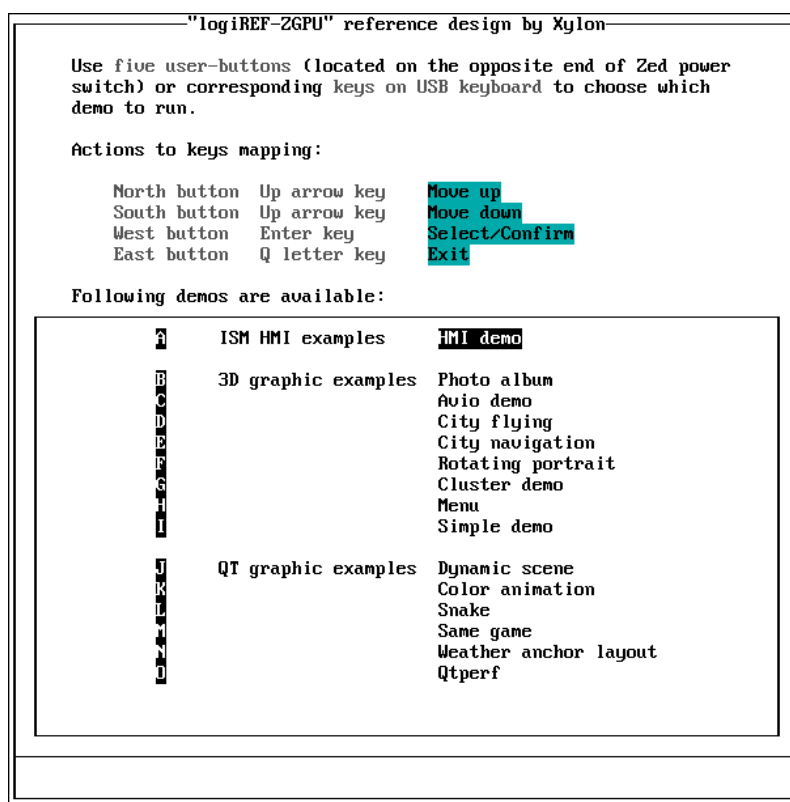 "logiREF-ZGPU" reference design by Xylon
Use five user-buttons (located on the opposite end of Zed power
switch) or corresponding keys on USB keyboard to choose which
demo to run.
Actions to keys mapping:
North button Up arrow key Move up
South button Up arrow key Move down
West button Enter key Select/Confirm
East button Q letter key Exit
Following demos are available:
A ISM HMI examples HMI demo
B 3D graphic examples Photo album
C Avio demo
D City flying
E City navigation
F Rotating portrait
G Cluster demo
H Menu
I Simple demo
J QT graphic examples Dynamic scene
K Color animation
L Snake
M Same game
N Weather anchor layout
O Qtperf